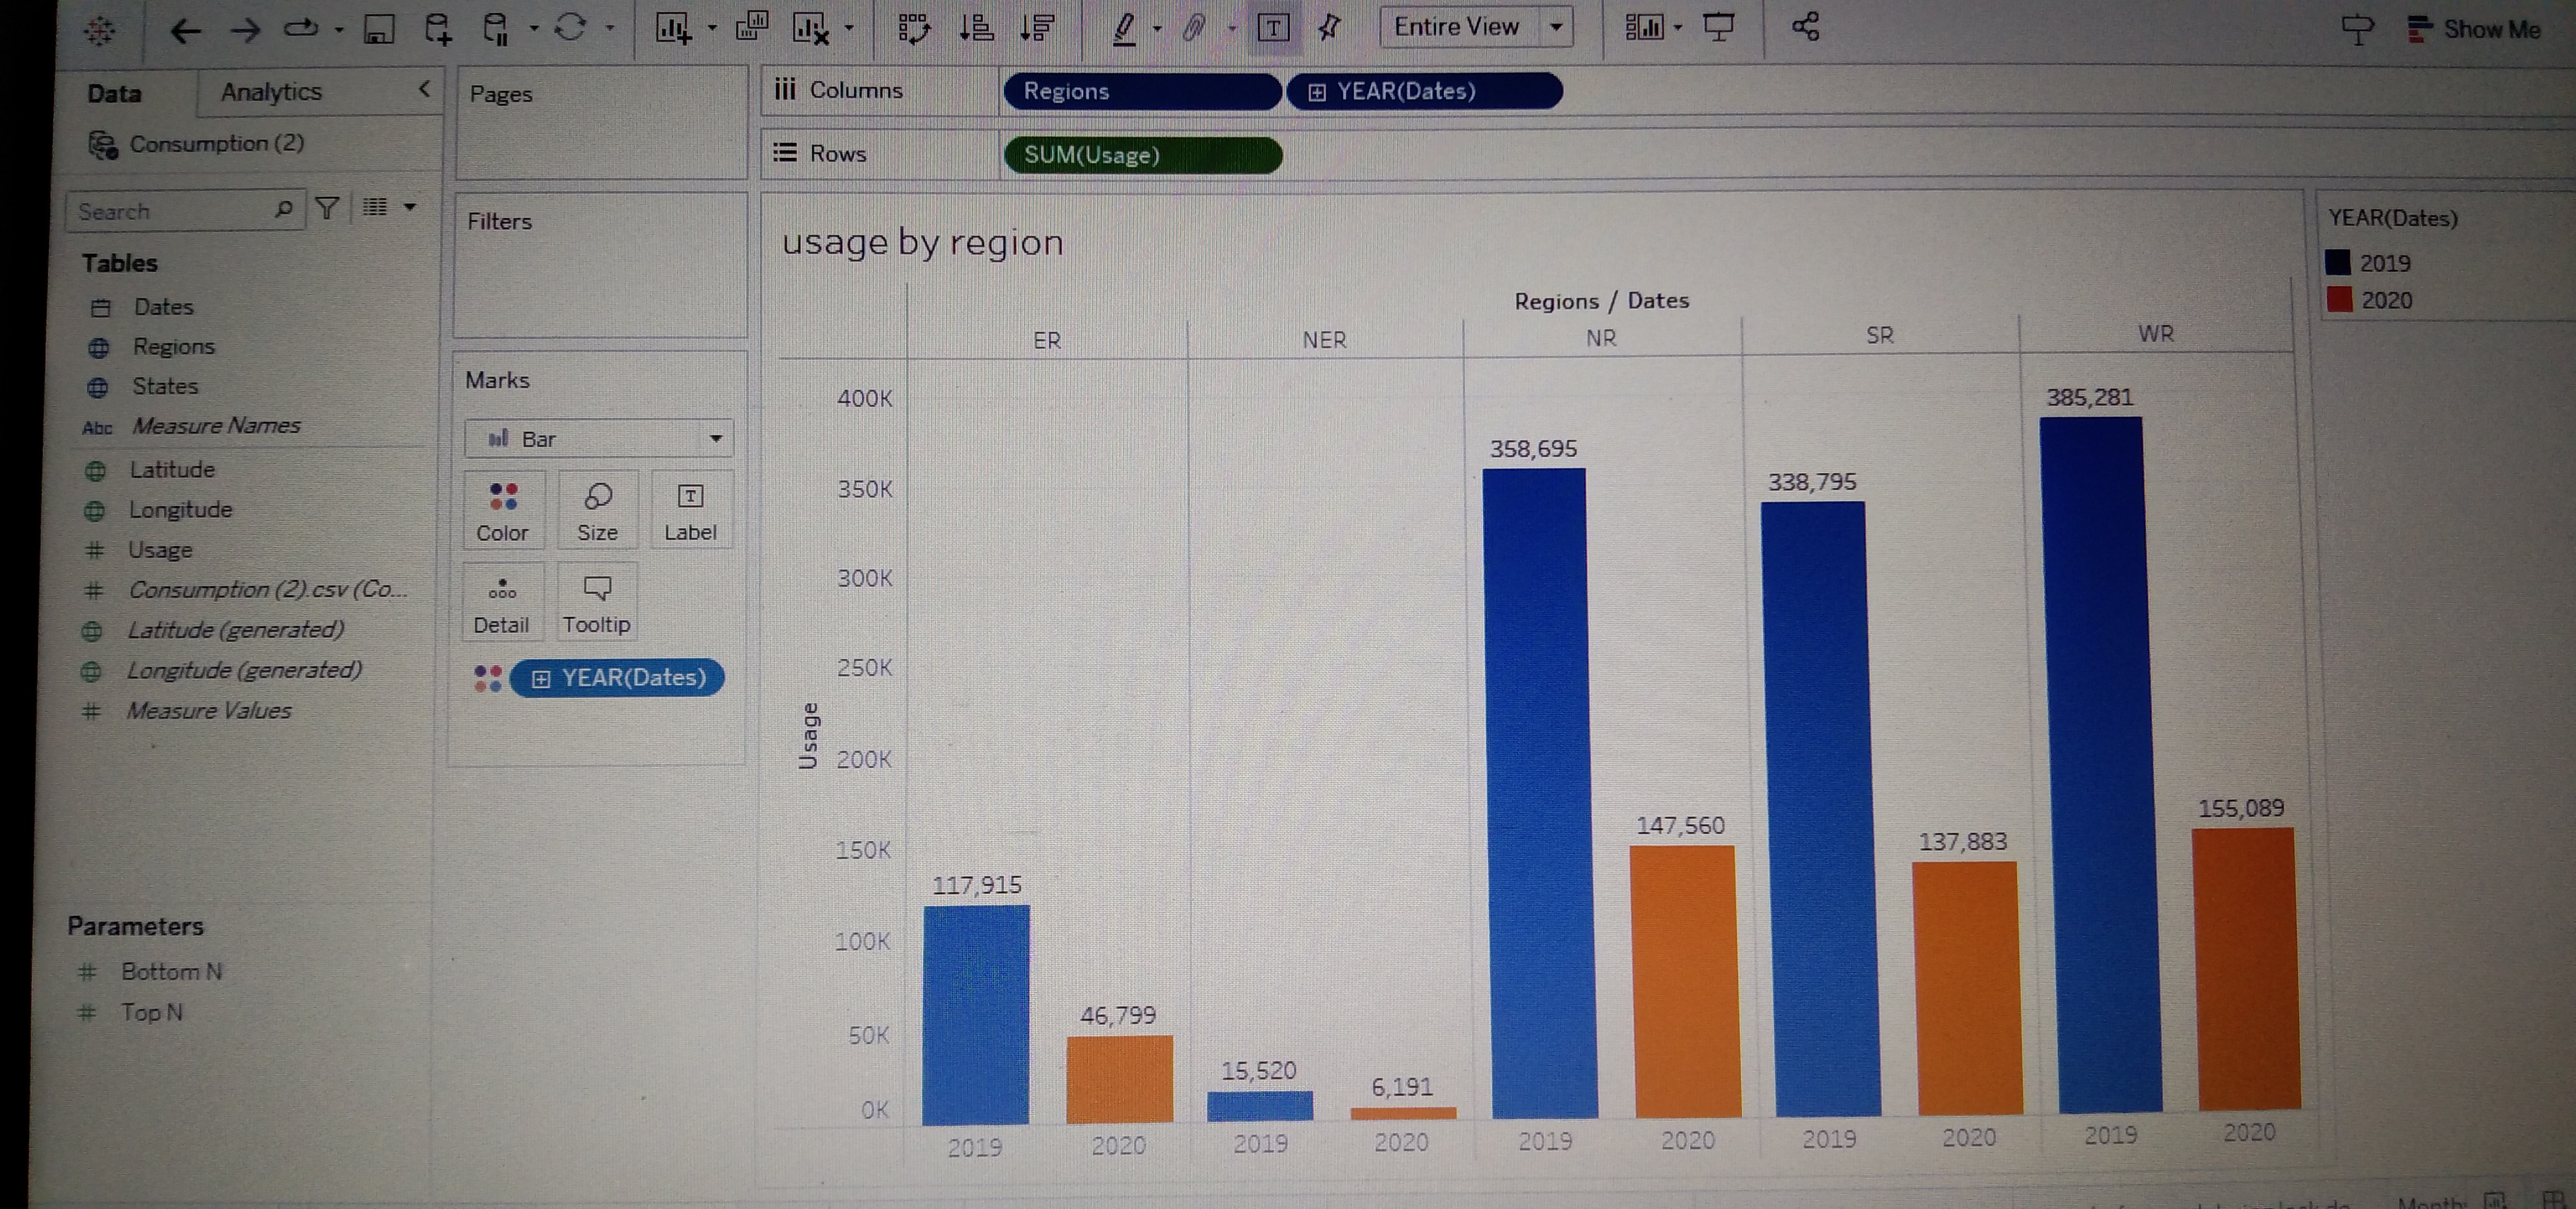 Entire View
Show Me
Data
Analytics
Consumption (2)
Search
Tables
Dates
Regions
States
Abc
Measure Names
Latitude
Longitude
Usage
Consumption (2).csv (Co...
Latitude (generated)
Longitude (generated)
Measure Values
Parameters
Bottom N
Top N
Pages
Filters
Marks
Bar
Color
Size
T
Label
Detail
Tooltip
YEAR(Dates)
Columns
Regions
YEAR(Dates)
Rows
SUM(Usage)
usage by region
Regions / Dates
ER
NER
NR
SR
WR
Usage
400K
350K
300K
250K
200K
150K
100K
50K
0K
117,915
46,799
15,520
6,191
358,695
147,560
338,795
137,883
385,281
155,089
2019
2020
2019
2020
2019
2020
2019
2020
2019
2020
YEAR(Dates)
2019
2020